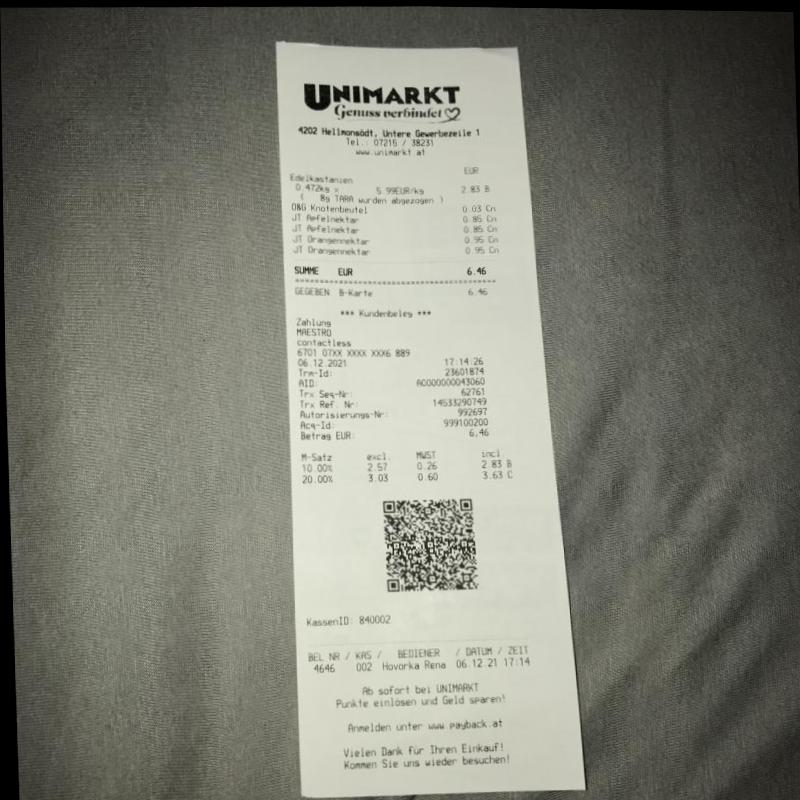 UNIMARKT
Genuss verbindet
4202 Hellmonsödt, Untere Gewerbezeile 1
Tel.: 07215 / 38231
www.unimarkt.at
EUR
Edelkastanien
0.472kg x 5.99EUR/kg 2.83 B
( 8g TARA wurden abgezogen )
O&G Knotenbeutel 0.03 Cn
JT Apfelnektar 0.85 Cn
JT Apfelnektar 0.85 Cn
JT Orangennektar 0.95 Cn
JT Orangennektar 0.95 Cn
SUMME EUR 6.46
GEGEBEN B-Karte 6.46
*** Kundenbeleg ***
Zahlung
MAESTRO
contactless
6701 07XX XXXX XXX6 889
06.12.2021 17:14:26
Trm-Id: 23601874
AID: A0000000043060
Trx Seq-Nr: 62761
Trx Ref. Nr: 14533290749
Autorisierungs-Nr: 992697
Acq-Id: 999100200
Betrag EUR: 6,46
M-Satz excl. MWST incl
10.00% 2.57 0.26 2.83 B
20.00% 3.03 0.60 3.63 C
KassenID: 840002
BEL NR / KAS / BEDIENER / DATUM / ZEIT
4646 002 Hovorka Rena 06.12.21 17:14
Ab sofort bei UNIMARKT
Punkte einlösen und Geld sparen!
Anmelden unter www.payback.at
Vielen Dank für Ihren Einkauf!
Kommen Sie uns wieder besuchen!